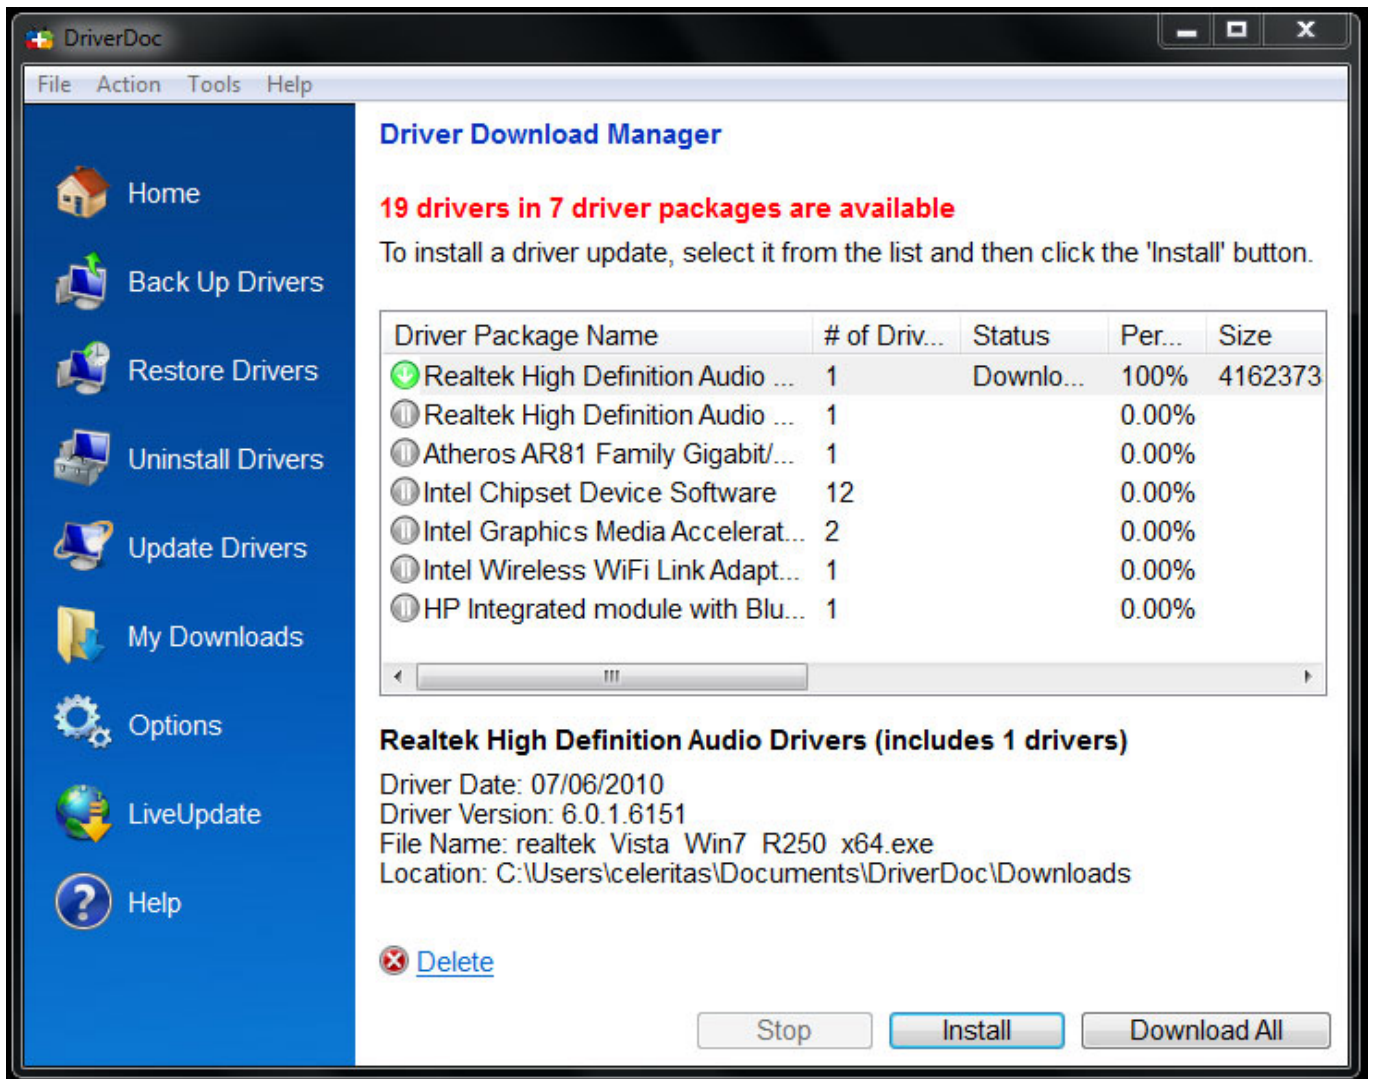 DriverDoc
File Action Tools Help
Home
Back Up Drivers
Restore Drivers
Uninstall Drivers
Update Drivers
My Downloads
Options
LiveUpdate
Help
Driver Download Manager
19 drivers in 7 driver packages are available
To install a driver update, select it from the list and then click the 'Install' button.
Driver Package Name # of Driv... Status Per... Size
Realtek High Definition Audio ... 1 Downlo... 100% 4162373
Realtek High Definition Audio ... 1 0.00%
Atheros AR81 Family Gigabit/... 1 0.00%
Intel Chipset Device Software 12 0.00%
Intel Graphics Media Accelerat... 2 0.00%
Intel Wireless WiFi Link Adapt... 1 0.00%
HP Integrated module with Blu... 1 0.00%
Realtek High Definition Audio Drivers (includes 1 drivers)
Driver Date: 07/06/2010
Driver Version: 6.0.1.6151
File Name: realtek Vista Win7 R250 x64.exe
Location: C:\Users\celeritas\Documents\DriverDoc\Downloads
Delete
Stop Install Download All